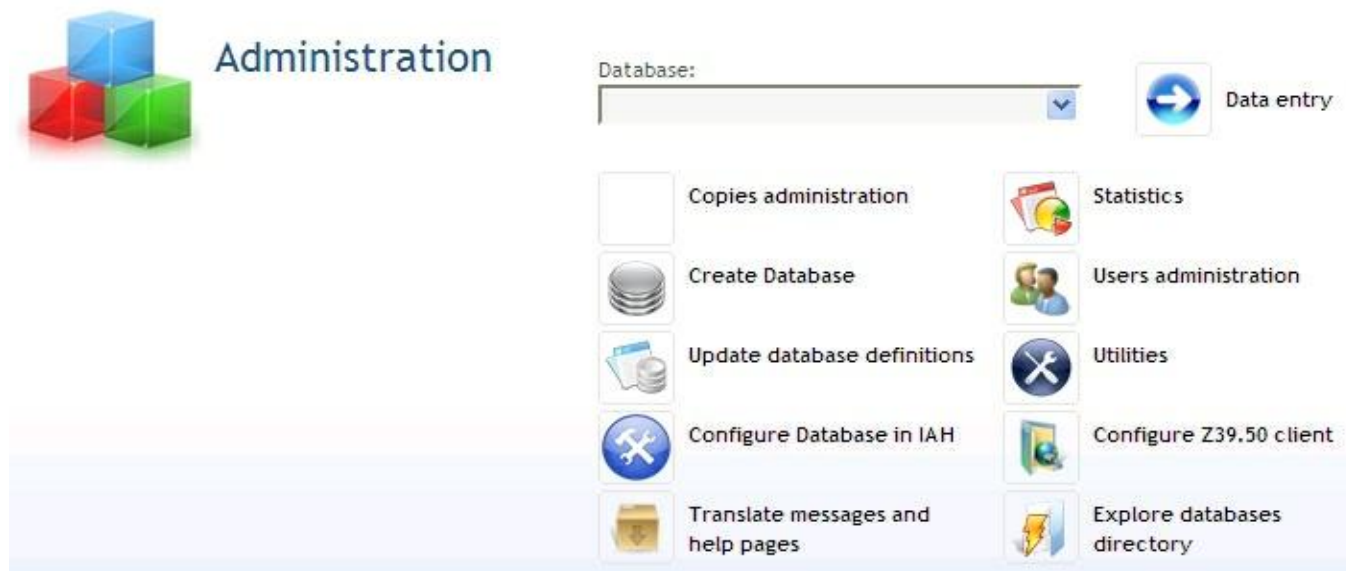 Administration
Database:
Data entry
Copies administration
Statistics
Create Database
Users administration
Update database definitions
Utilities
Configure Database in IAH
Configure Z39.50 client
Translate messages and
help pages
Explore databases
directory